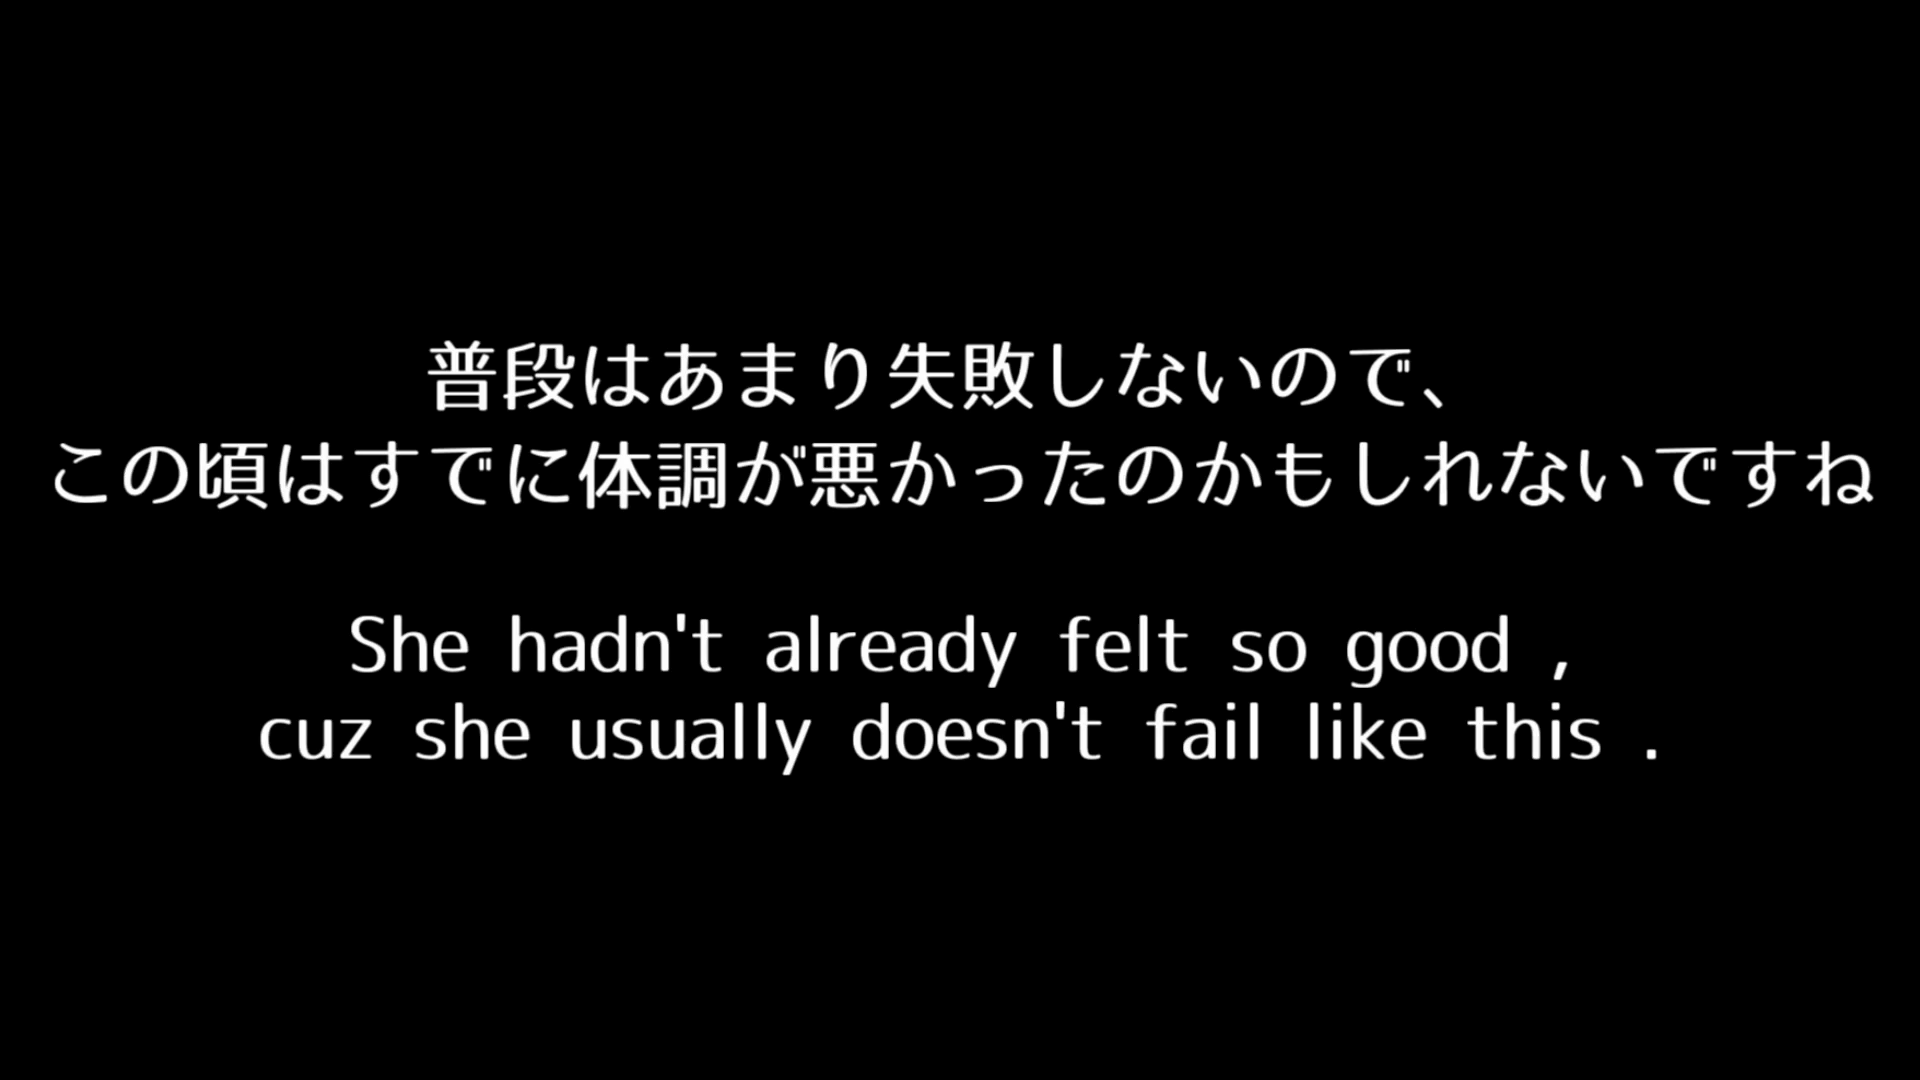 普段はあまり失敗しないので、
この頃はすでに体調が悪かったのかもしれないですね
She hadn't already felt so good ,
cuz she usually doesn't fail like this .